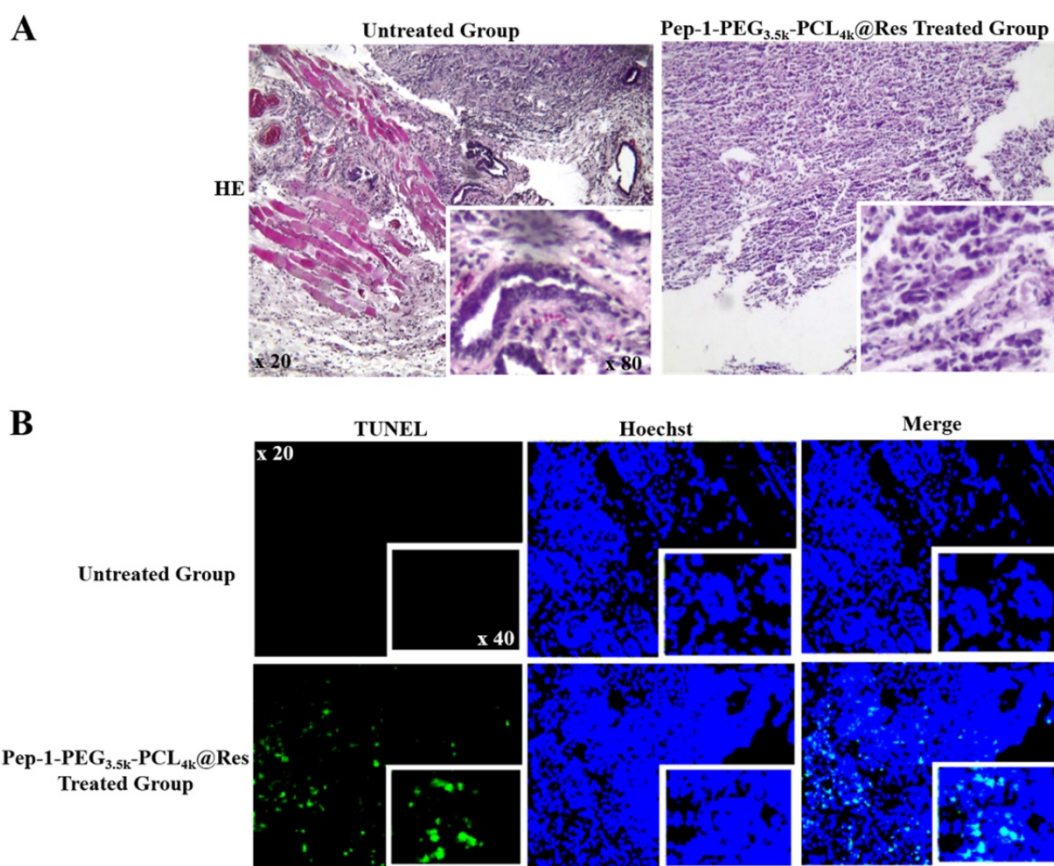 A
Untreated Group
Pep-1-PEG3.5k-PCL4k@Res Treated Group
HE
x 20
x 80
B
TUNEL
Hoechst
Merge
x 20
Untreated Group
x 40
Pep-1-PEG3.5k-PCL4k@Res
Treated Group